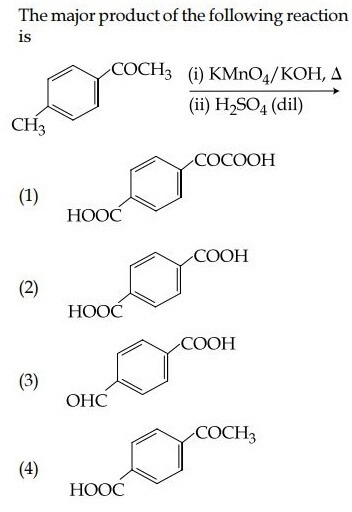 The major product of the following reaction
is
COCH3 (i) KMnO4/KOH, Δ
(ii) H2SO4 (dil)
CH3
(1)
COCOOH
HOOC
(2)
COOH
HOOC
(3)
COOH
OHC
(4)
COCH3
HOOC